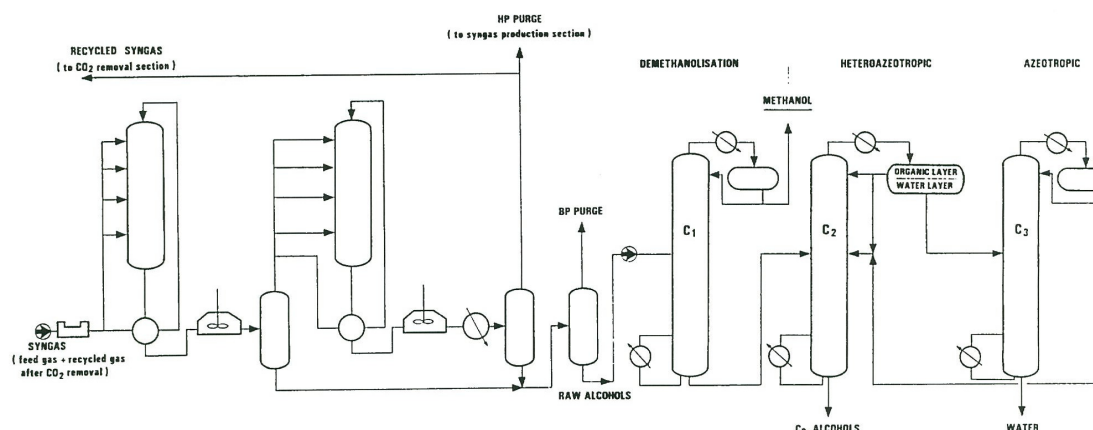 HP PURGE
( to syngas production section )
RECYCLED SYNGAS
( to CO₂ removal section )
DEMETHANOLISATION
HETEROAZEOTROPIC
AZEOTROPIC
METHANOL
ORGANIC LAYER
WATER LAYER
BP PURGE
C₁
C₂
C₃
SYNGAS
( feed gas + recycled gas
after CO₂ removal )
RAW ALCOHOLS
ALCOHOLS
WATER